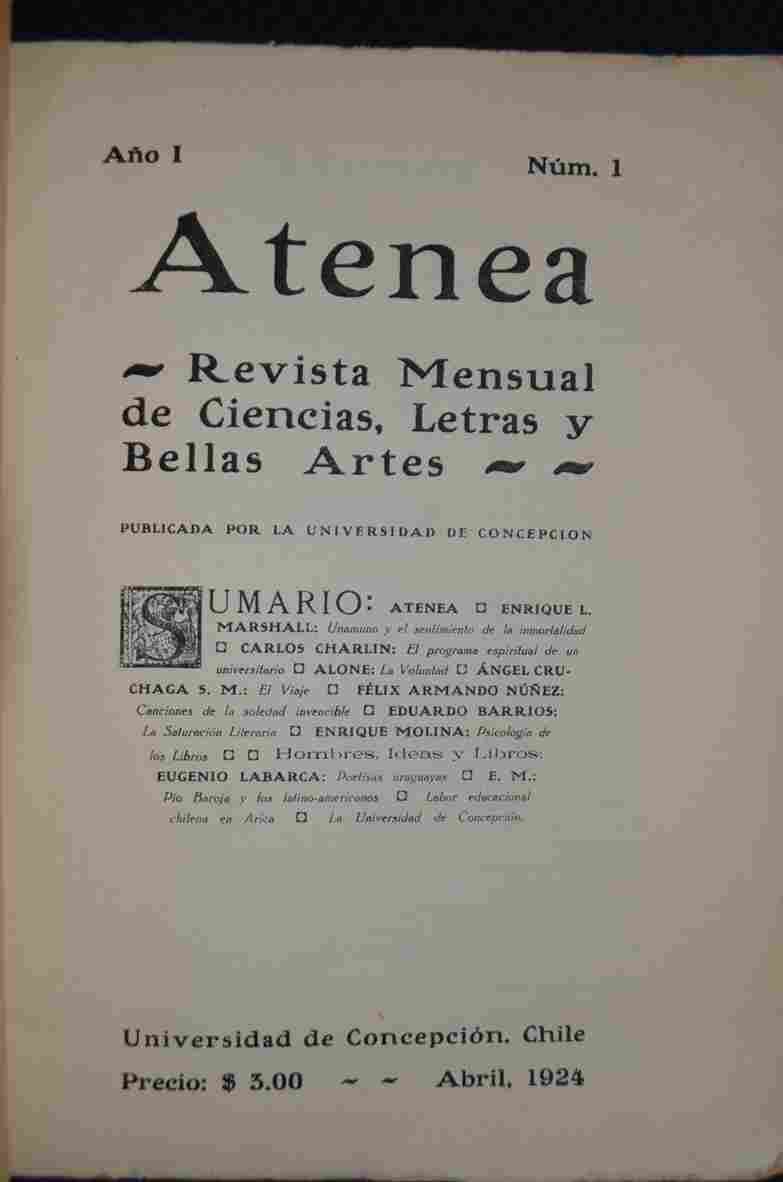 Año I
Núm. 1
Atenea
~ Revista Mensual
de Ciencias, Letras y
Bellas Artes ~ ~
PUBLICADA POR LA UNIVERSIDAD DE CONCEPCION
SUMARIO: ATENEA □ ENRIQUE L.
MARSHALL: Unamuno y el sentimiento de la inmortalidad
□ CARLOS CHARLIN: El programa espiritual de un
universitario □ ALONE: La Voluntad □ ÁNGEL CRU-
CHAGA S. M.: El Viaje □ FÉLIX ARMANDO NÚÑEZ:
Canciones de la soledad invencible □ EDUARDO BARRIOS:
La Saturación Literaria □ ENRIQUE MOLINA: Psicología de
los Libros □ □ Hombres, Ideas y Libros:
EUGENIO LABARCA: Poetisas uruguayas □ E. M.:
Pío Baroja y los latino-americanos □ Labor educacional
chilena en Arica □ La Universidad de Concepción.
Universidad de Concepción. Chile
Precio: $ 3.00 ~ ~ Abril, 1924